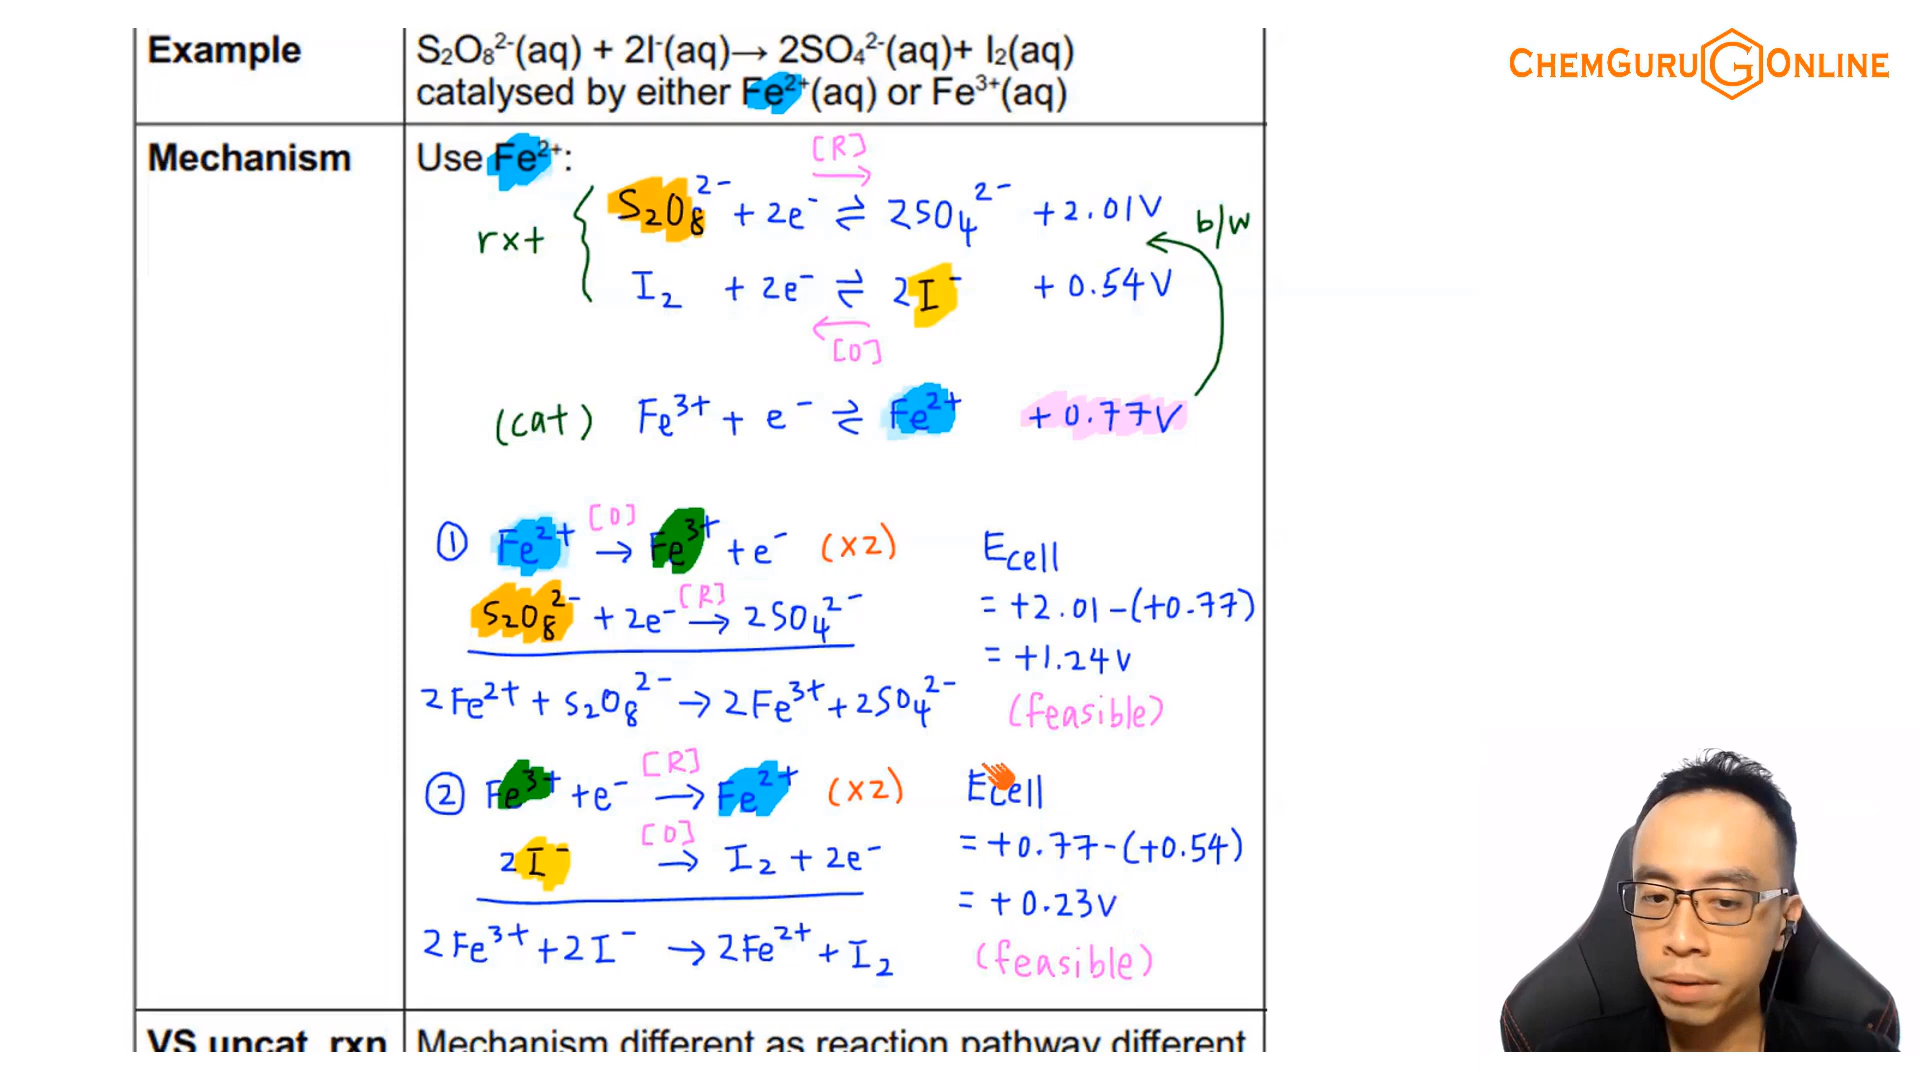 CHEMGURU G ONLINE
Example
S₂O₈²⁻(aq) + 2I⁻(aq)→ 2SO₄²⁻(aq)+ I₂(aq)
catalysed by either Fe²⁺(aq) or Fe³⁺(aq)
Mechanism
Use Fe²⁺:
[R]
rxt
S₂O₈²⁻ + 2e⁻ ⇌ 2SO₄²⁻ +2.01V
b/w
I₂ + 2e⁻ ⇌ 2I⁻ +0.54V
[O]
(cat) Fe³⁺ + e⁻ ⇌ Fe²⁺ +0.77V
① Fe²⁺ [O] → Fe³⁺ + e⁻ (x2)
S₂O₈²⁻ + 2e⁻ [R] → 2SO₄²⁻
2Fe²⁺ + S₂O₈²⁻ → 2Fe³⁺ + 2SO₄²⁻
Ecell
= +2.01 - (+0.77)
= +1.24V
(feasible)
② Fe³⁺ + e⁻ [R] → Fe²⁺ (x2)
2I⁻ [O] → I₂ + 2e⁻
2Fe³⁺ + 2I⁻ → 2Fe²⁺ + I₂
Ecell
= +0.77 - (+0.54)
= +0.23V
(feasible)
VS uncat. rxn
Mechanism different as reaction pathway different